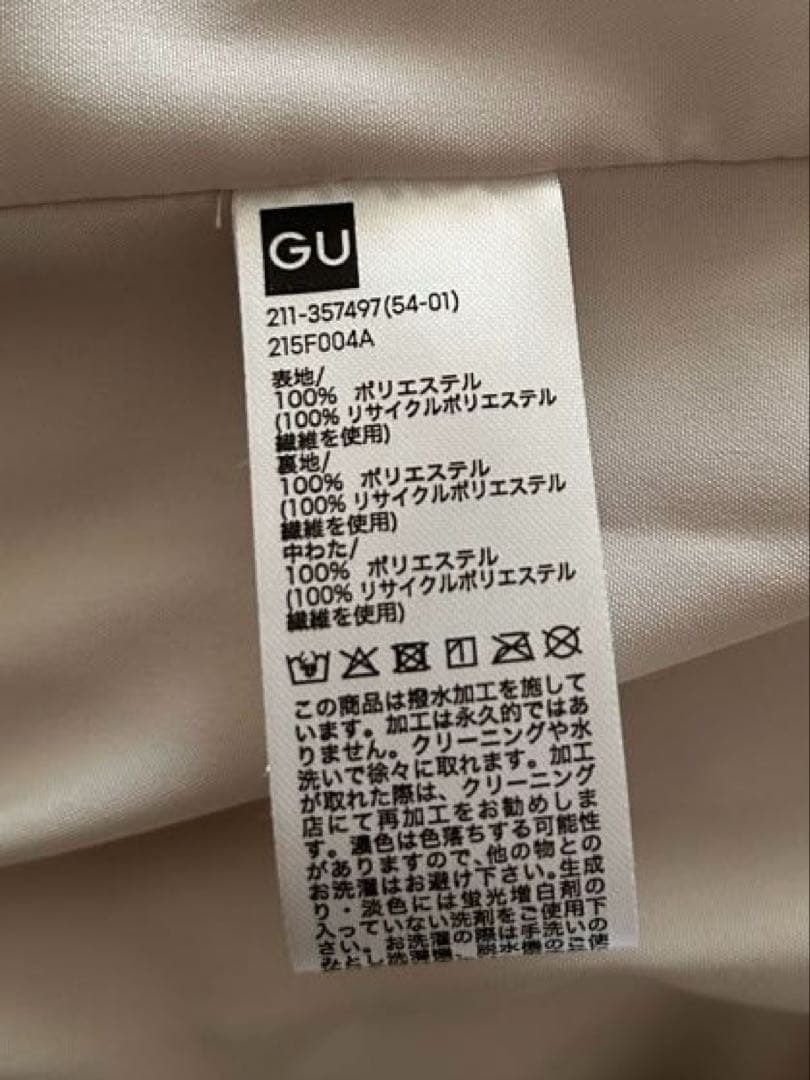 GU
211-357497(54-01)
215F004A
表地/
100% ポリエステル
(100% リサイクルポリエステル
繊維を使用)
裏地/
100% ポリエステル
(100% リサイクルポリエステル
繊維を使用)
中わた/
100% ポリエステル
(100% リサイクルポリエステル
繊維を使用)
この商品は撥水加工を施して
います。加工は永久的ではあ
りません。クリーニングや水
洗いで徐々に取れます。加工
が取れた際は、クリーニング
店にて再加工をお勧めしま
す。濃色は色落ちする可能性
がありますので、他の物との
お洗濯はお避け下さい。生成
り・淡色には蛍光増白剤の
入っていない洗剤をご使用下
さい。お洗濯の際は手洗いの